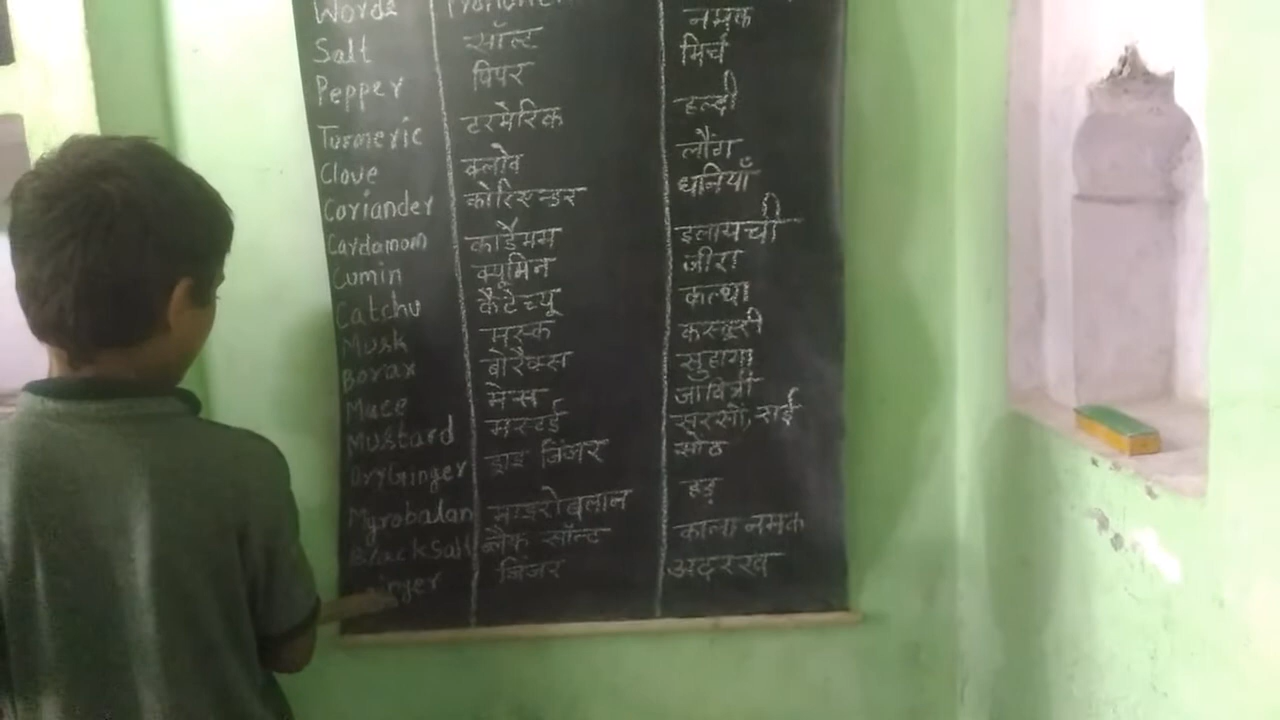 Words
Salt सॉल्ट नमक
Pepper पिपर मिर्च
Turmeric टरमेरिक हल्दी
Clove क्लोव लौंग
Coriander कोरिएन्डर धनियाँ
Cardamom कार्डैमम इलायची
Cumin क्यूमिन जीरा
Catchu कैटेच्यू कत्था
Musk मस्क कस्तूरी
Borax बोरैक्स सुहागा
Mace मेस जावित्री
Mustard मस्टर्ड सरसों, राई
DryGinger ड्राइ जिंजर सोंठ
Myrobalan माइरोबलान हड़
BlackSalt ब्लैक सॉल्ट काला नमक
inger जिंजर अदरख